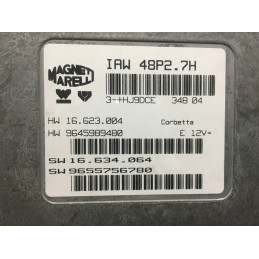 MAGNETI
MARELLI
IAW 48P2.7H
3-++HJ9DCE 348 04
HW 16.623.004 Corbetta
HW 9645989480 E 12V=
SW 16.634.064
SW 9655756780